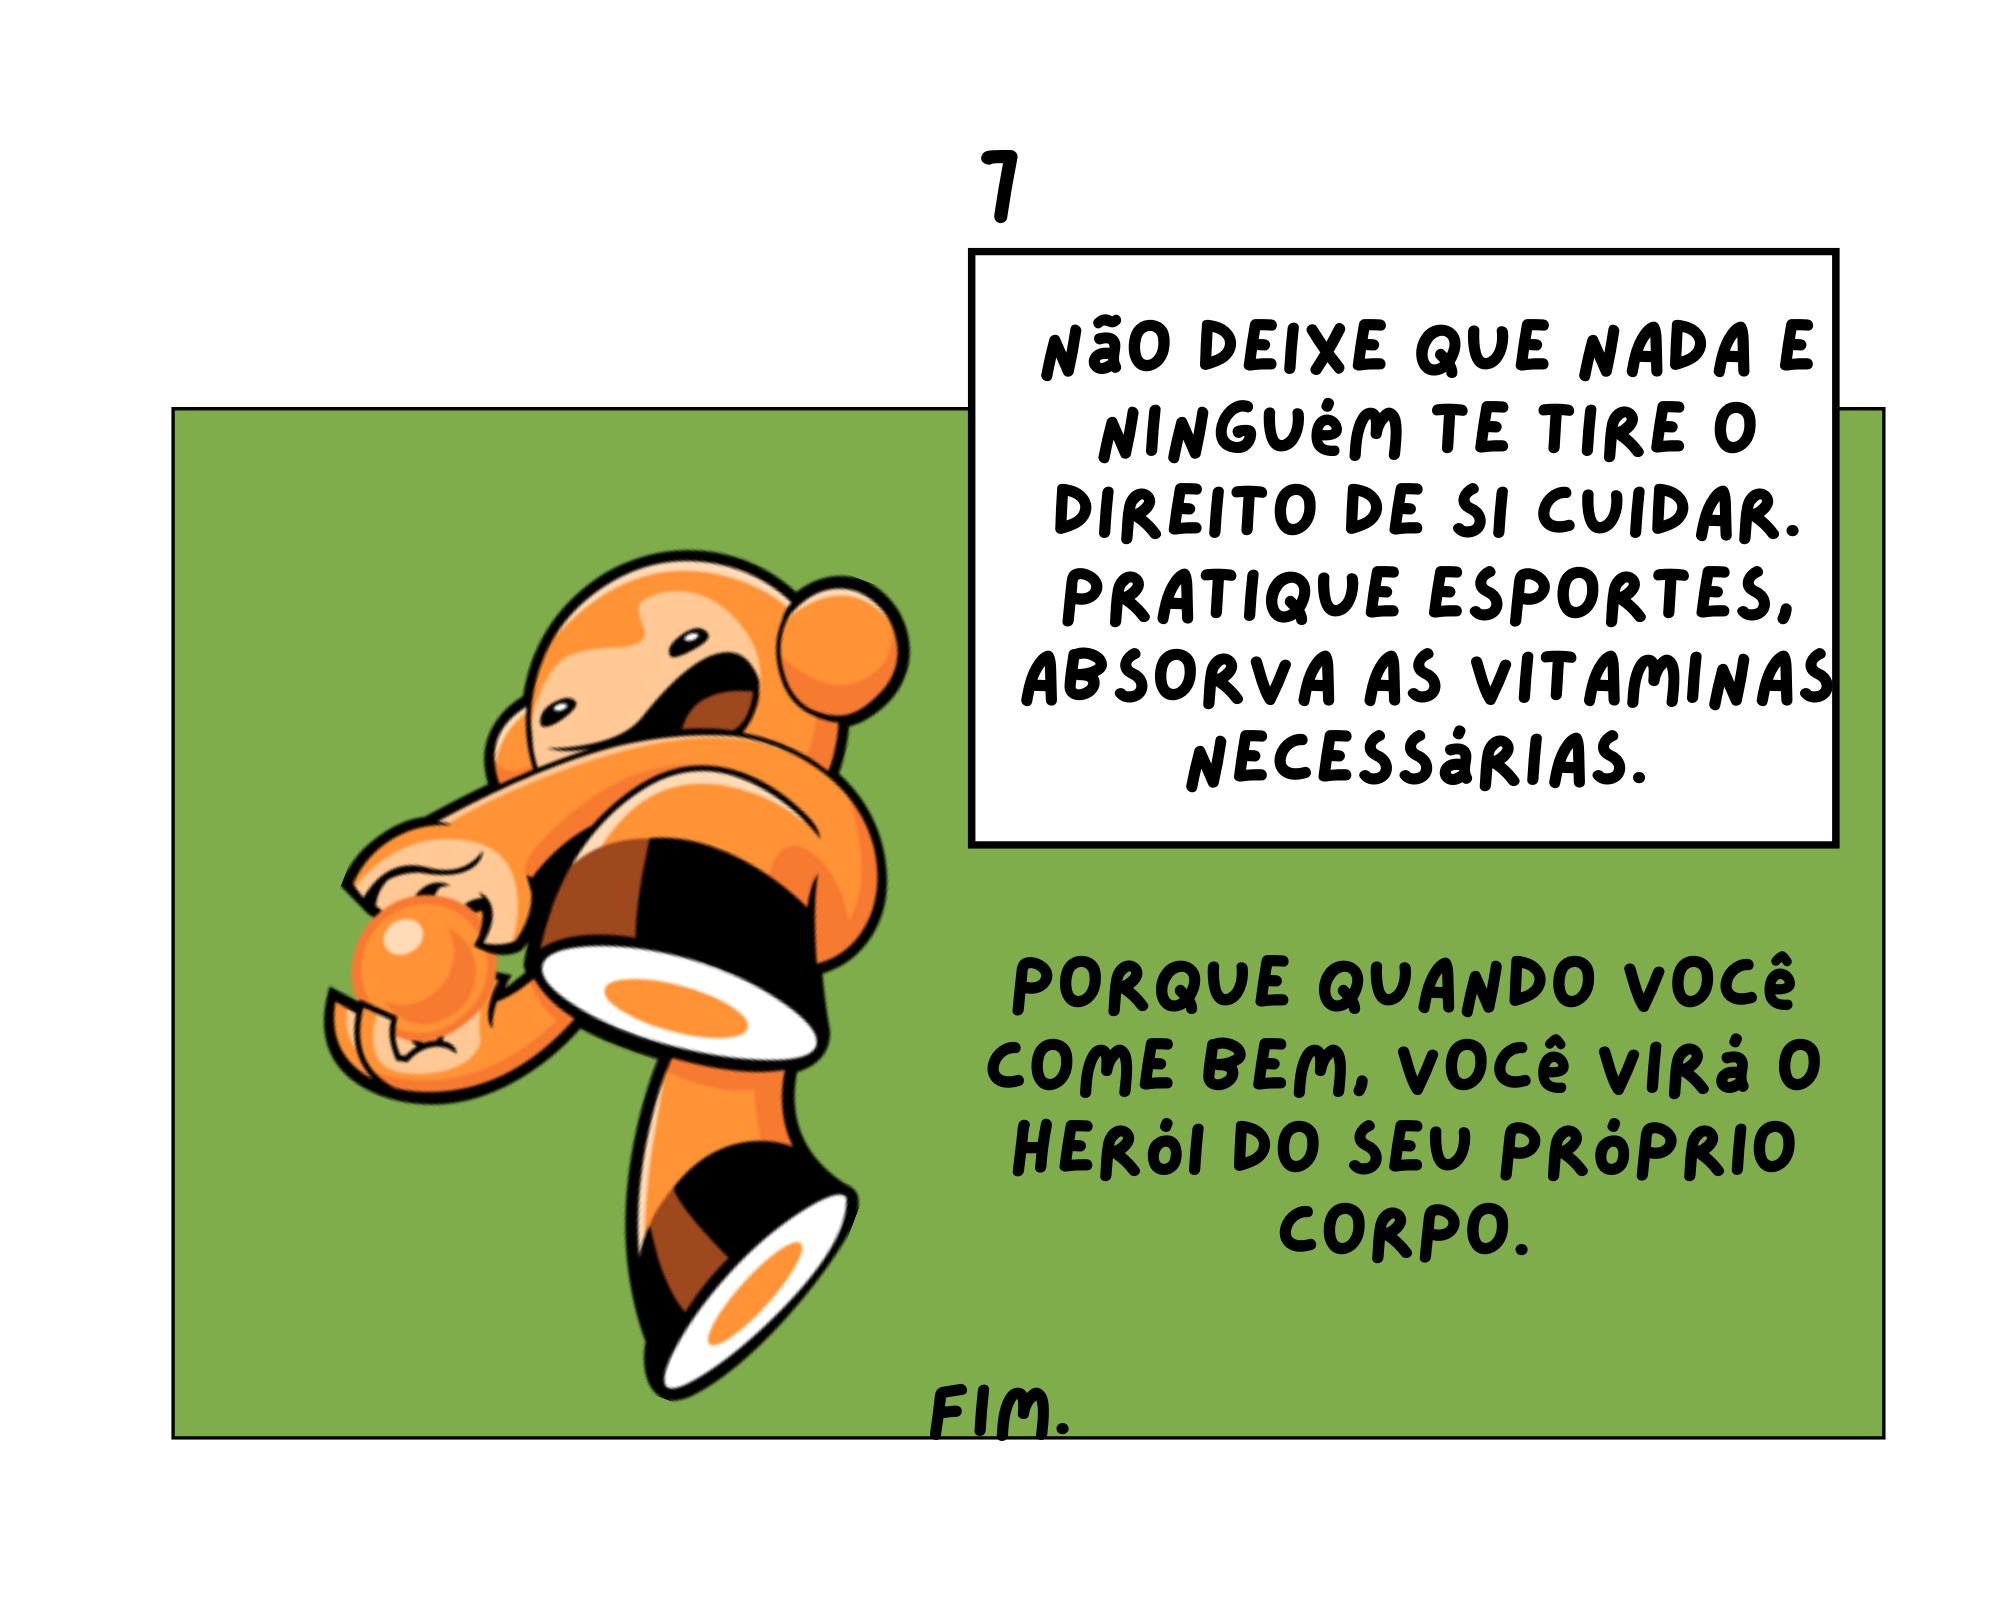 7
NÃO DEIXE QUE NADA E
NINGUÉM TE TIRE O
DIREITO DE SI CUIDAR.
PRATIQUE ESPORTES,
ABSORVA AS VITAMINAS
NECESSÁRIAS.
PORQUE QUANDO VOCÊ
COME BEM, VOCÊ VIRÁ O
HERÓI DO SEU PRÓPRIO
CORPO.
FIM.